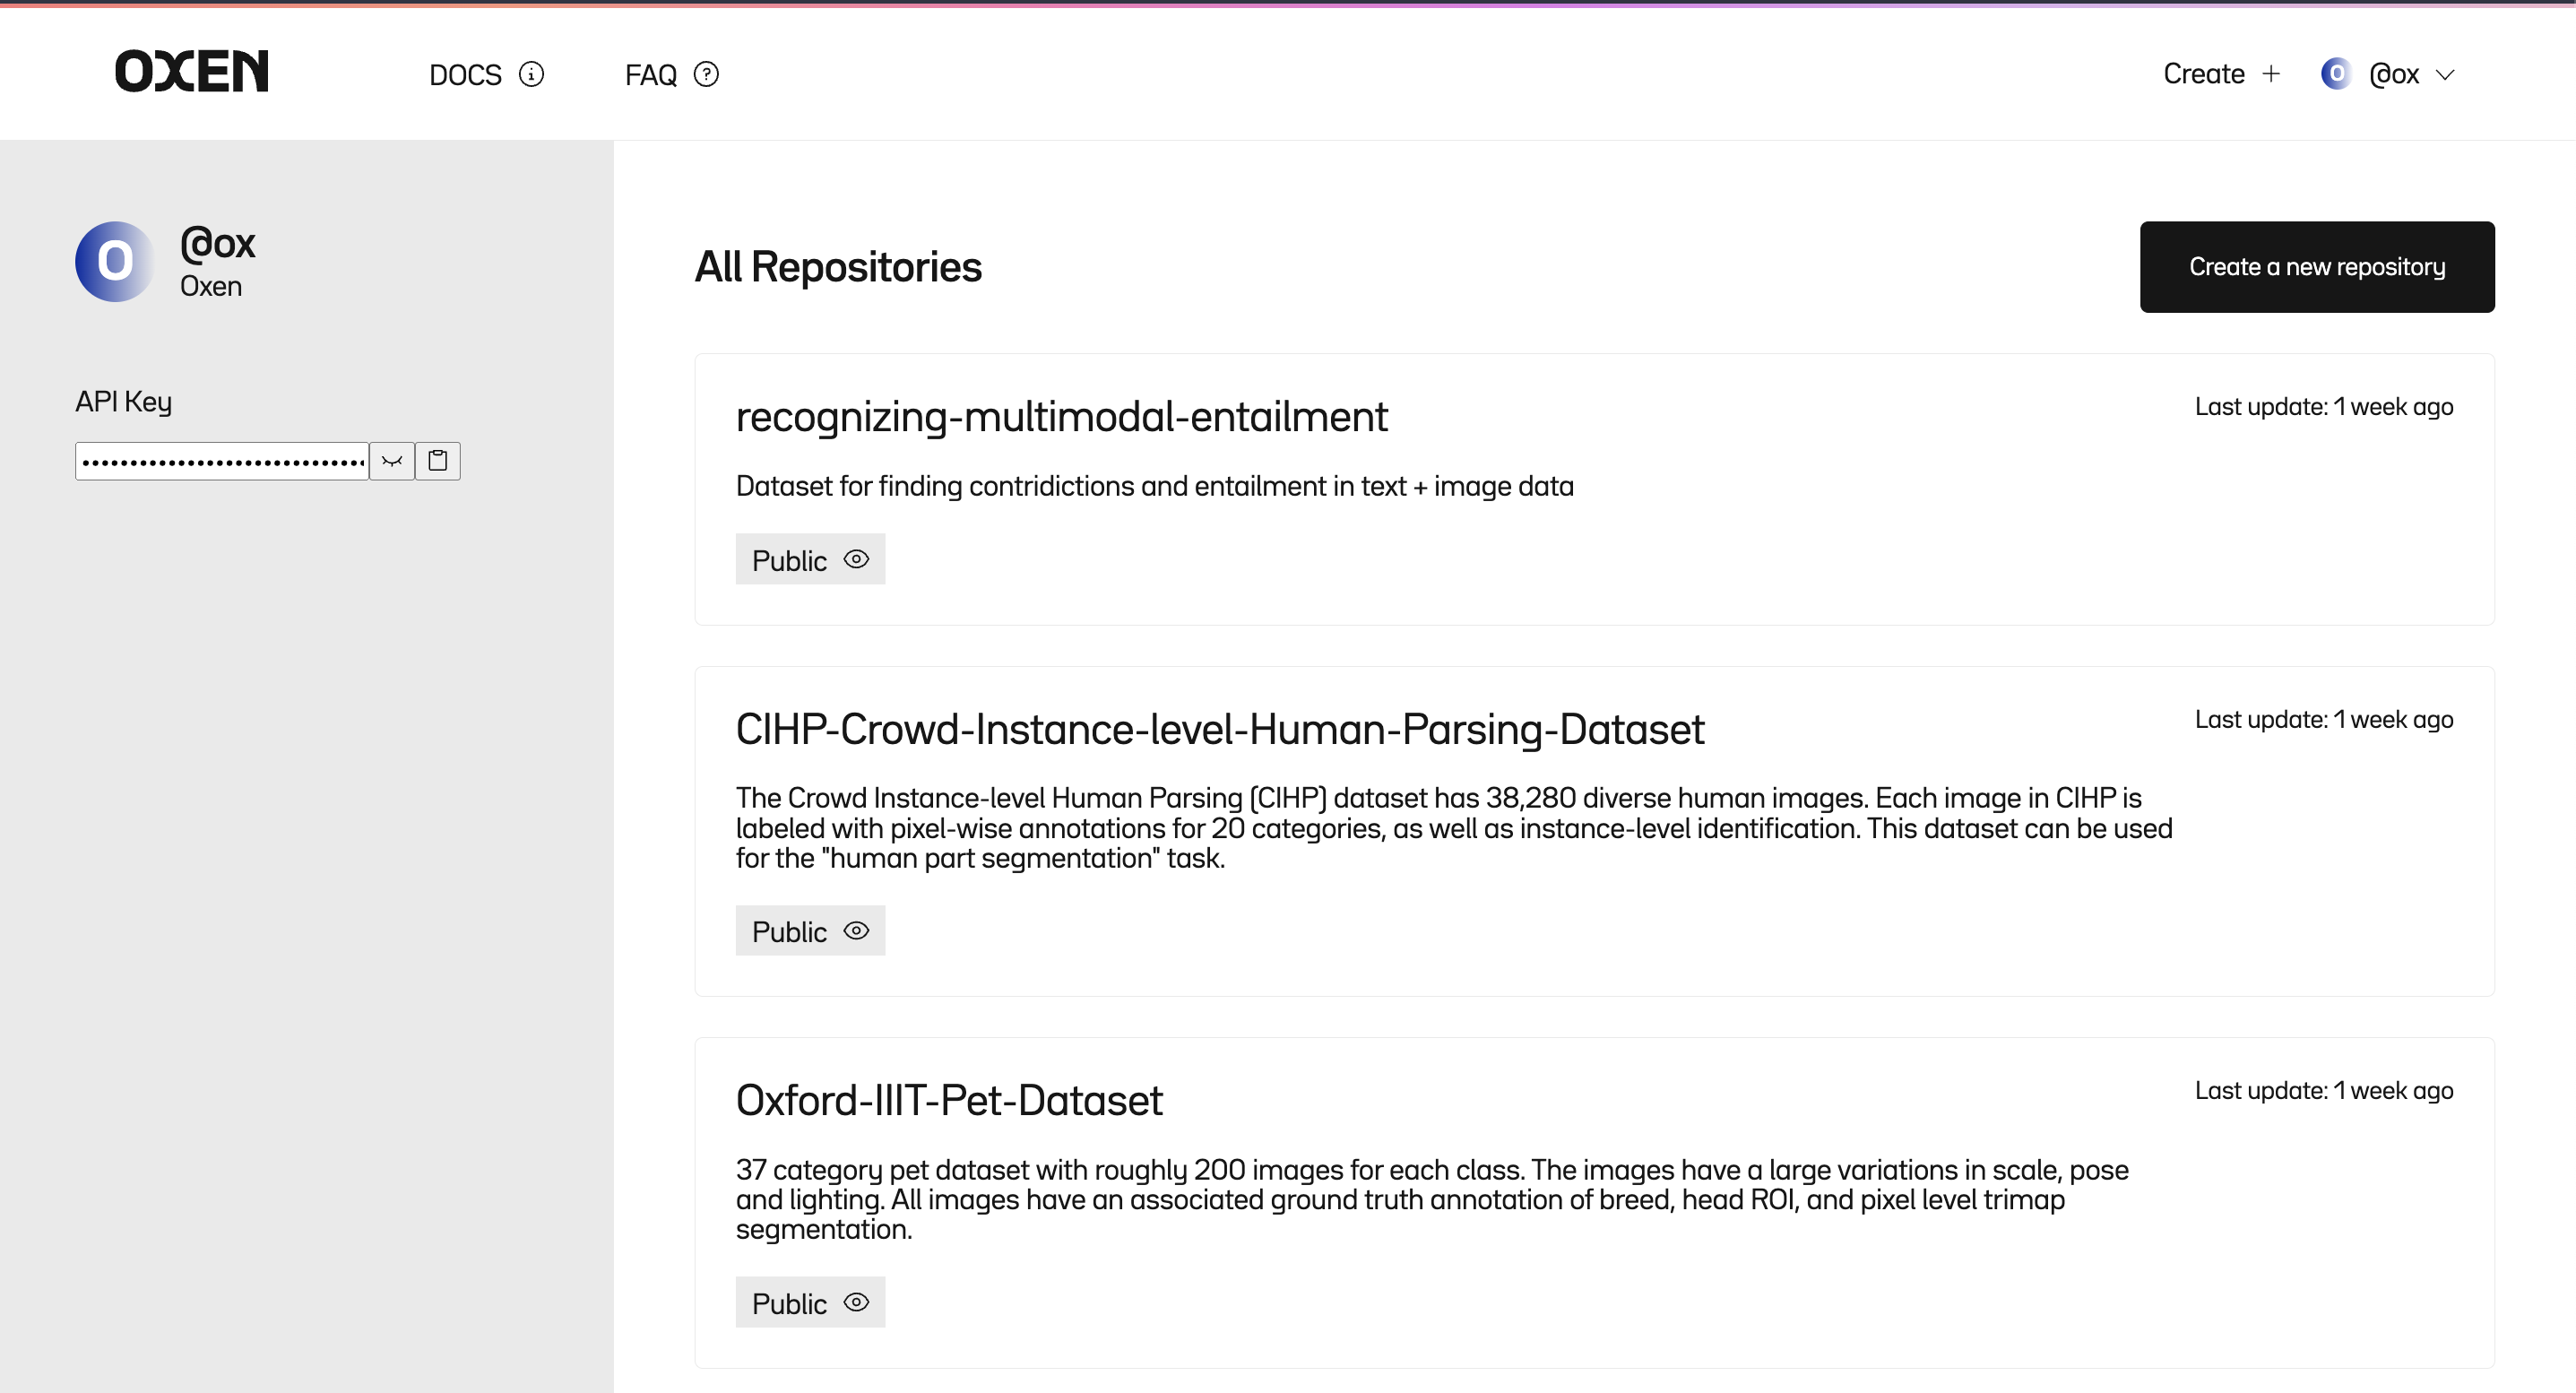 OXEN
DOCS
FAQ
Create +
O
@ox
O
@ox
Oxen
API Key
All Repositories
Create a new repository
recognizing-multimodal-entailment
Last update: 1 week ago
Dataset for finding contridictions and entailment in text + image data
Public
CIHP-Crowd-Instance-level-Human-Parsing-Dataset
Last update: 1 week ago
The Crowd Instance-level Human Parsing (CIHP) dataset has 38,280 diverse human images. Each image in CIHP is
labeled with pixel-wise annotations for 20 categories, as well as instance-level identification. This dataset can be used
for the "human part segmentation" task.
Public
Oxford-IIIT-Pet-Dataset
Last update: 1 week ago
37 category pet dataset with roughly 200 images for each class. The images have a large variations in scale, pose
and lighting. All images have an associated ground truth annotation of breed, head ROI, and pixel level trimap
segmentation.
Public